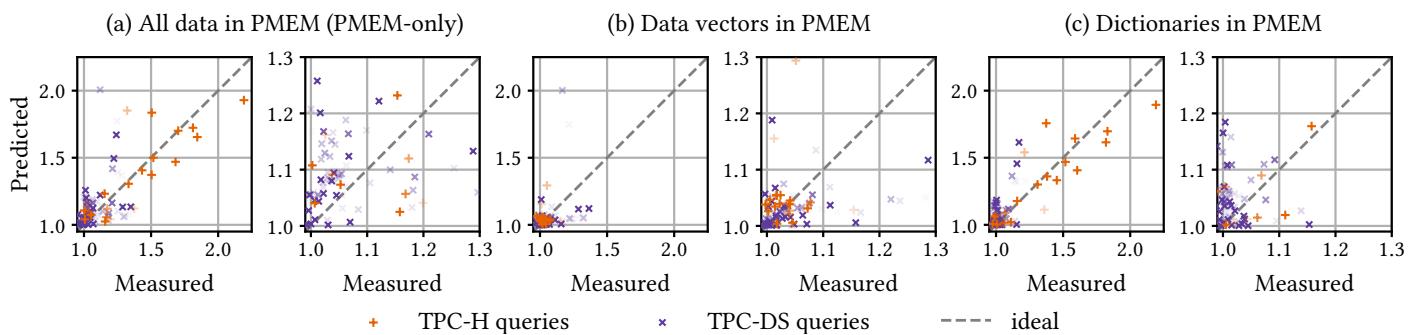 (a) All data in PMEM (PMEM-only)
(b) Data vectors in PMEM
(c) Dictionaries in PMEM
Predicted
2.0
1.5
1.0
1.0 1.5 2.0
Measured
1.3
1.2
1.1
1.0
1.0 1.1 1.2 1.3
Measured
2.0
1.5
1.0
1.0 1.5 2.0
Measured
1.3
1.2
1.1
1.0
1.0 1.1 1.2 1.3
Measured
2.0
1.5
1.0
1.0 1.5 2.0
Measured
1.3
1.2
1.1
1.0
1.0 1.1 1.2 1.3
Measured
TPC-H queries TPC-DS queries ideal